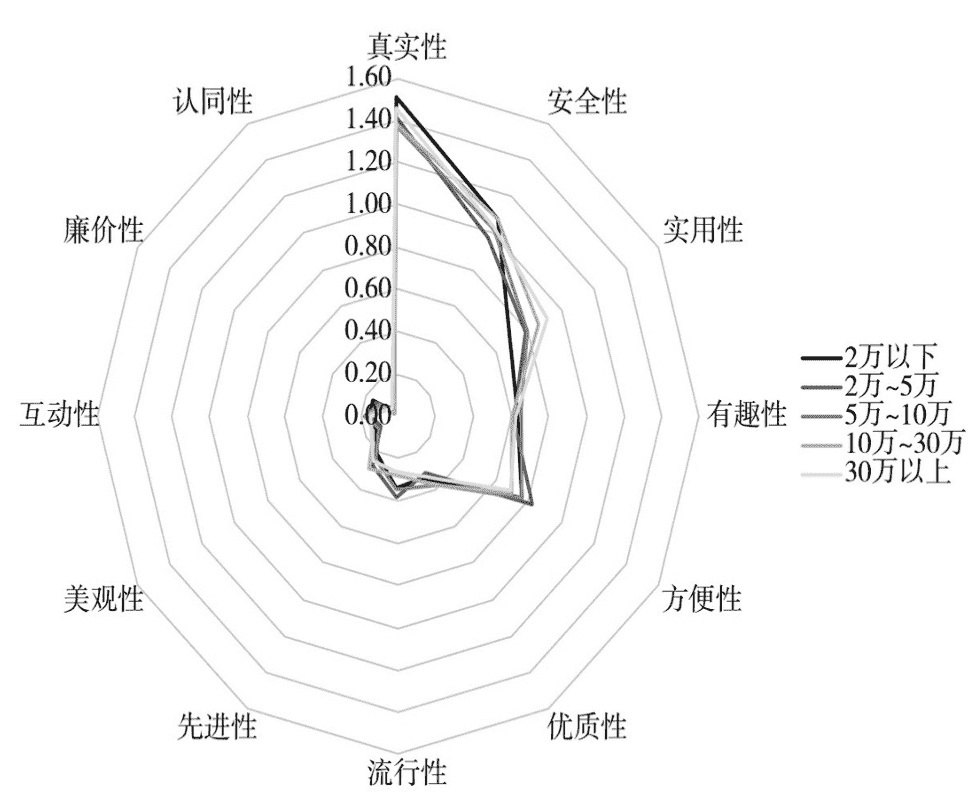 真实性
1.60
认同性
安全性
1.40
1.20
1.00
廉价性
实用性
0.80
0.60
0.40
0.20
0.00
互动性
有趣性
2万以下
2万~5万
5万~10万
10万~30万
30万以上
美观性
方便性
先进性
优质性
流行性